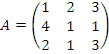 A = (1 2 3
4 1 1
2 1 3)